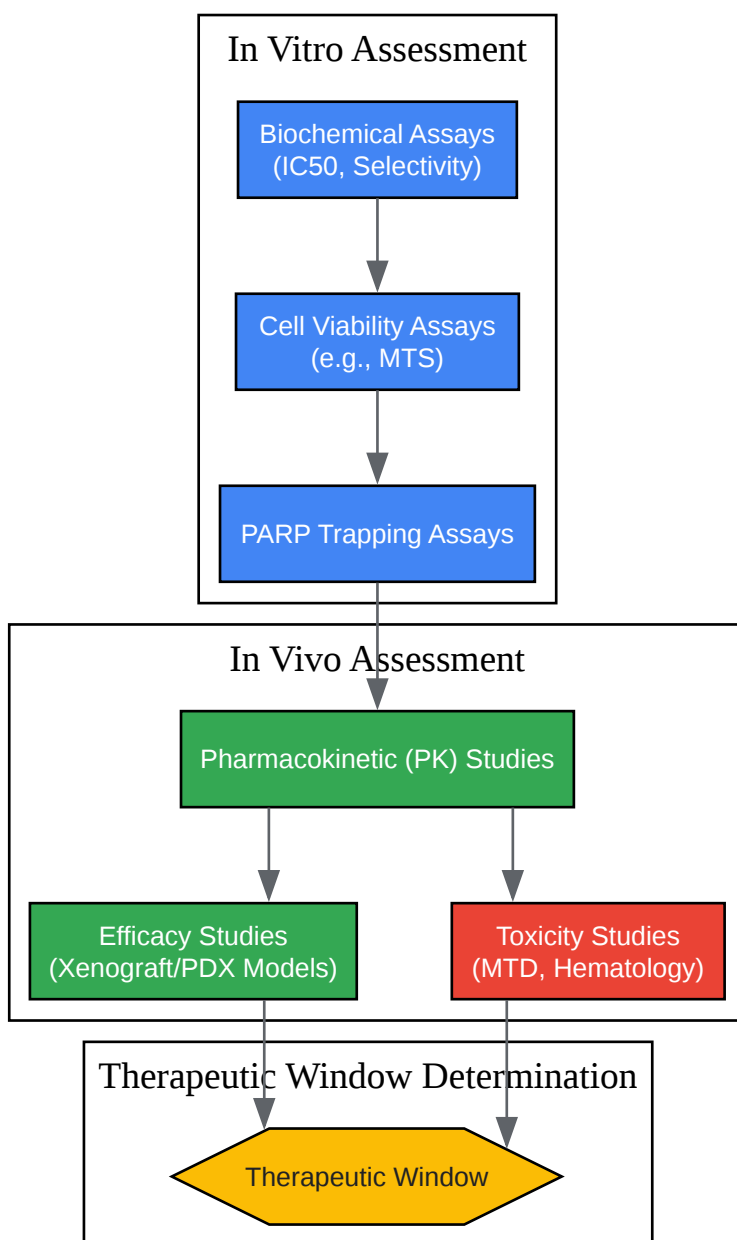 In Vitro Assessment
Biochemical Assays
(IC50, Selectivity)
Cell Viability Assays
(e.g., MTS)
PARP Trapping Assays
In Vivo Assessment
Pharmacokinetic (PK) Studies
Efficacy Studies
(Xenograft/PDX Models)
Toxicity Studies
(MTD, Hematology)
Therapeutic Window Determination
Therapeutic Window